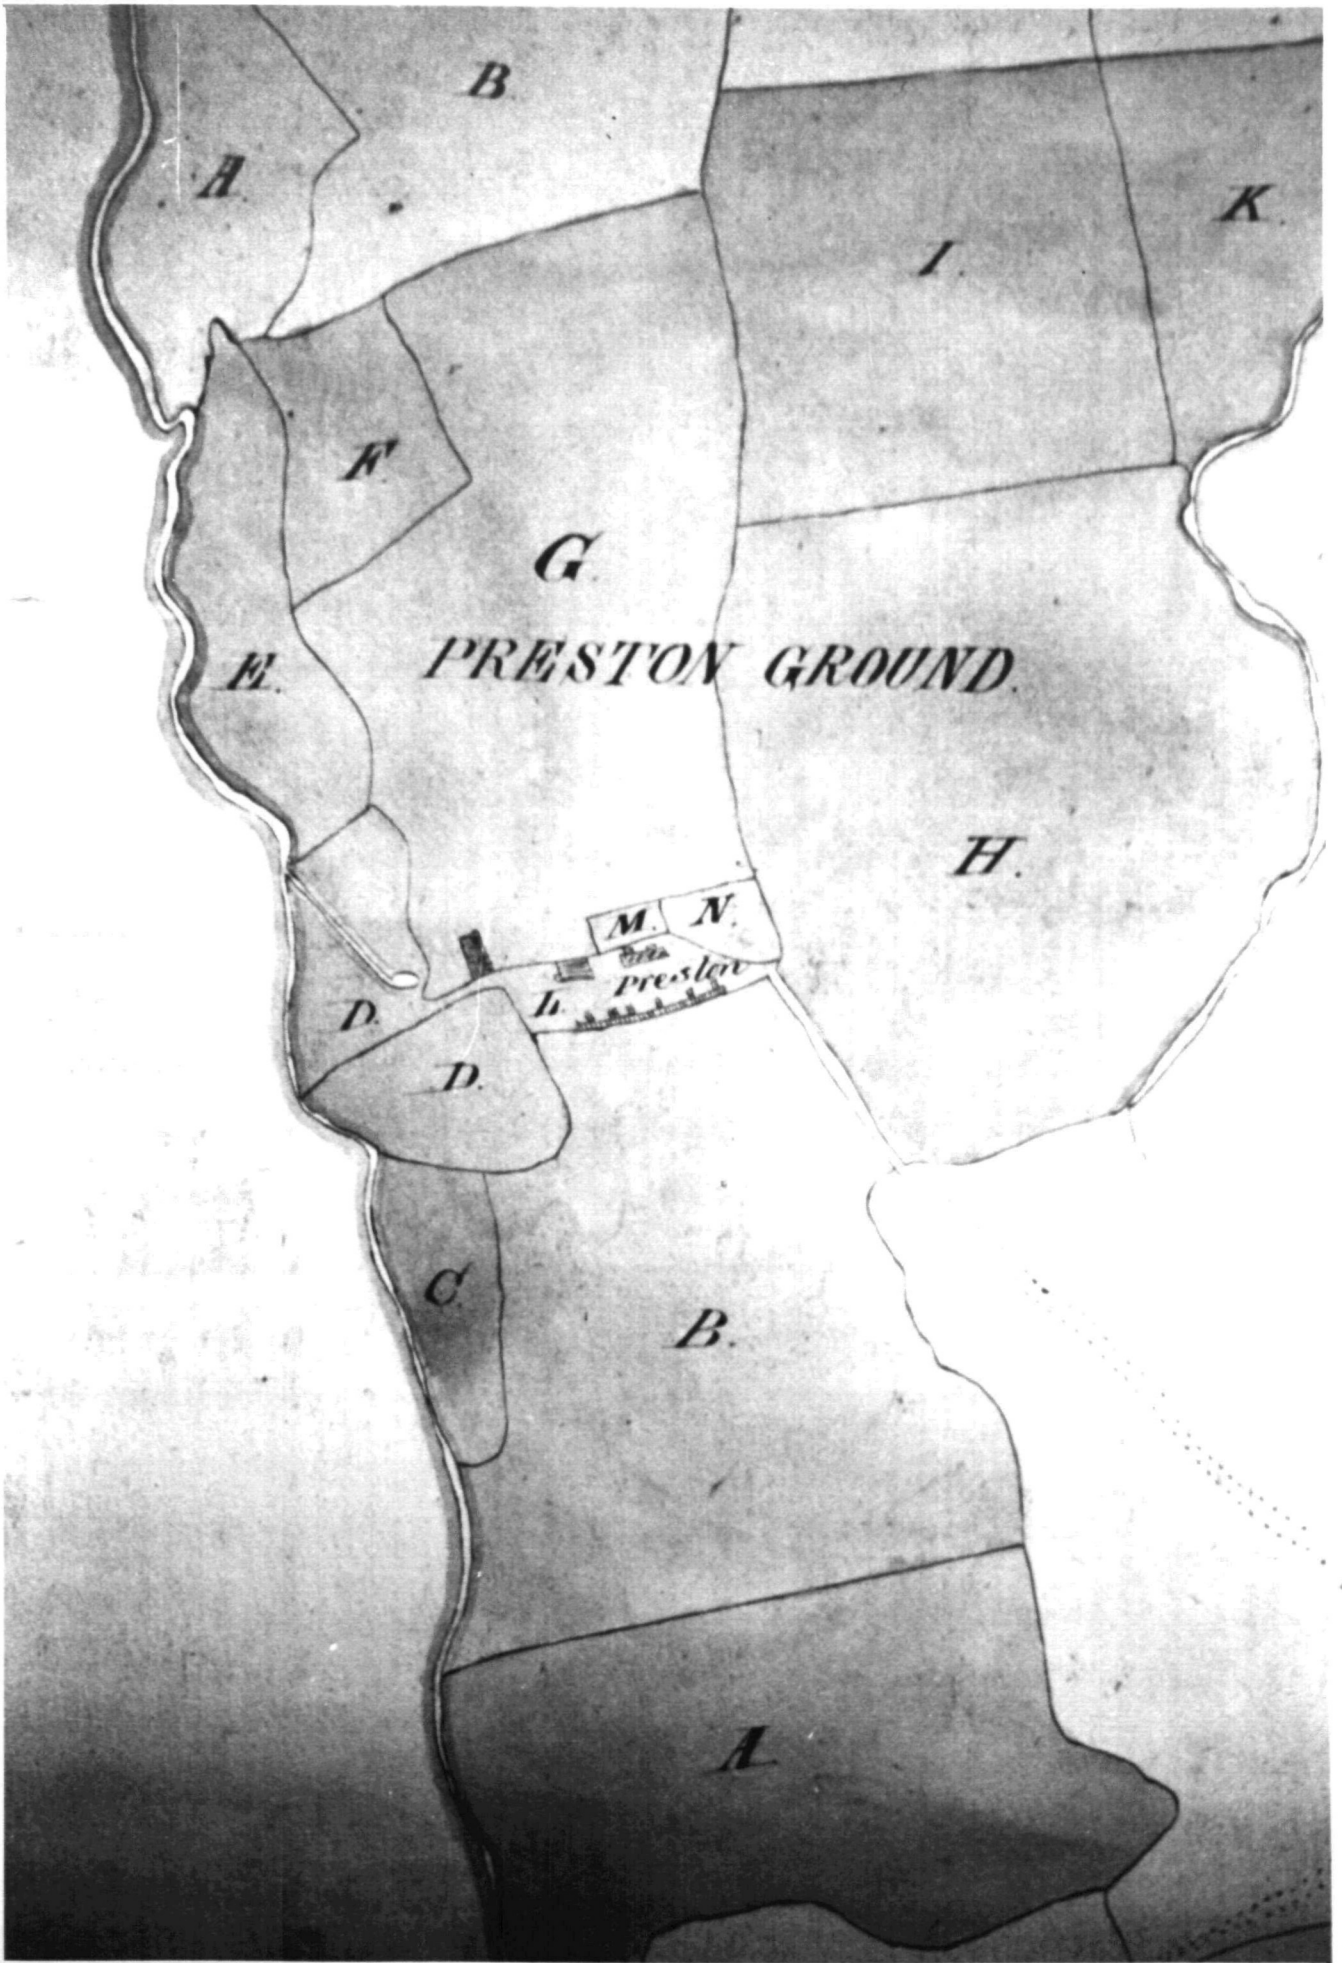 B.
A.
K.
I.
F.
G.
PRESTON GROUND.
E.
H.
M.
N.
Preston
L.
D.
D.
C.
B.
A